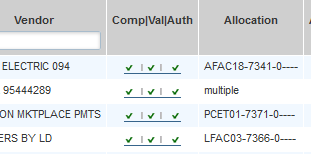 Vendor Comp|Val|Auth Allocation
ELECTRIC 094 ✓ | ✓ | ✓ AFAC18-7341-0----
95444289 ✓ | ✓ | ✓ multiple
ON MKTPLACE PMTS ✓ | ✓ | ✓ PCET01-7371-0----
ERS BY LD ✓ | ✓ | ✓ LFAC03-7366-0----